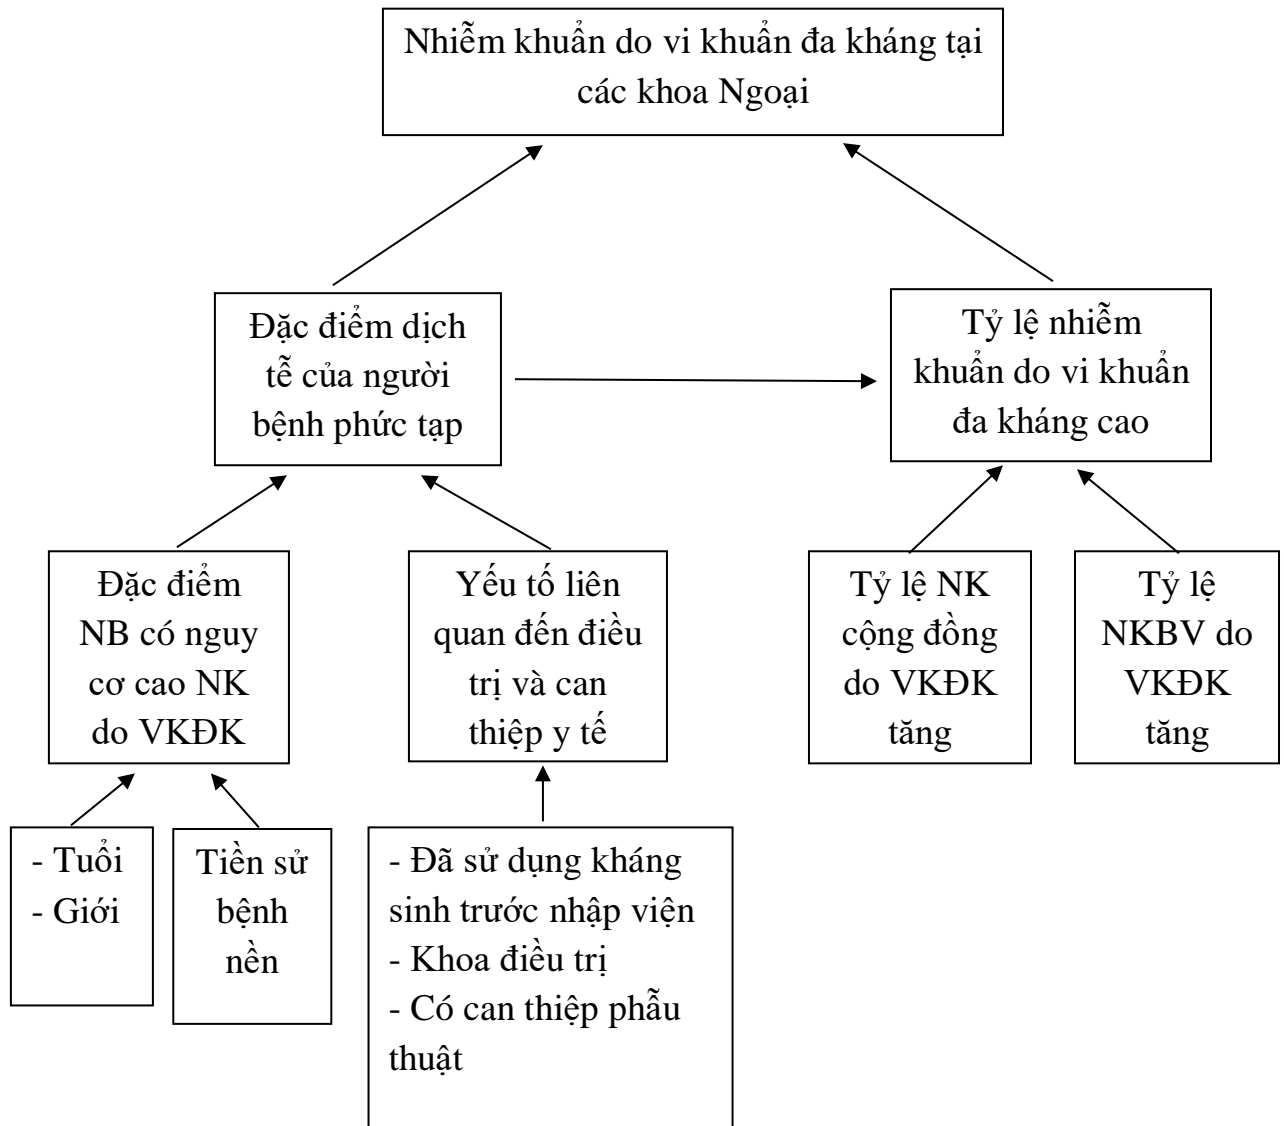 Nhiễm khuẩn do vi khuẩn đa kháng tại
các khoa Ngoại
Đặc điểm dịch
tễ của người
bệnh phức tạp
Tỷ lệ nhiễm
khuẩn do vi khuẩn
đa kháng cao
Đặc điểm
NB có nguy
cơ cao NK
do VKĐK
Yếu tố liên
quan đến điều
trị và can
thiệp y tế
Tỷ lệ NK
cộng đồng
do VKĐK
tăng
Tỷ lệ
NKBV do
VKĐK
tăng
- Tuổi
- Giới
Tiền sử
bệnh
nền
- Đã sử dụng kháng
sinh trước nhập viện
- Khoa điều trị
- Có can thiệp phẫu
thuật